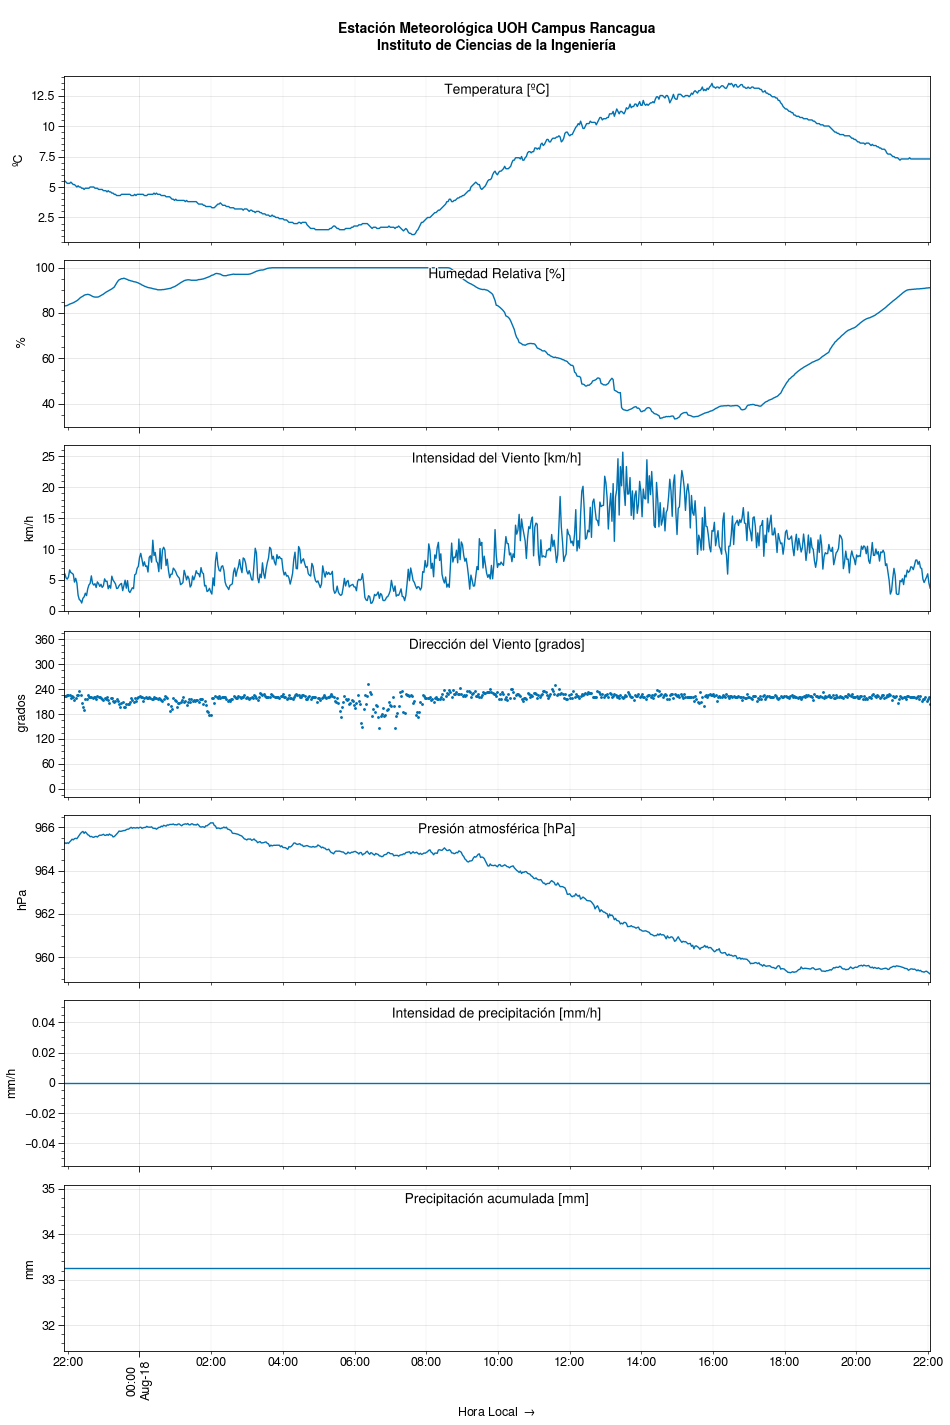 Estación Meteorológica UOH Campus Rancagua
Instituto de Ciencias de la Ingeniería
Temperatura [ºC]
ºC
12.5
10
7.5
5
2.5
Humedad Relativa [%]
%
100
80
60
40
Intensidad del Viento [km/h]
km/h
25
20
15
10
5
0
Dirección del Viento [grados]
grados
360
300
240
180
120
60
0
Presión atmosférica [hPa]
hPa
966
964
962
960
Intensidad de precipitación [mm/h]
mm/h
0.04
0.02
0
−0.02
−0.04
Precipitación acumulada [mm]
mm
35
34
33
32
22:00
00:00
Aug-18
02:00
04:00
06:00
08:00
10:00
12:00
14:00
16:00
18:00
20:00
22:00
Hora Local →